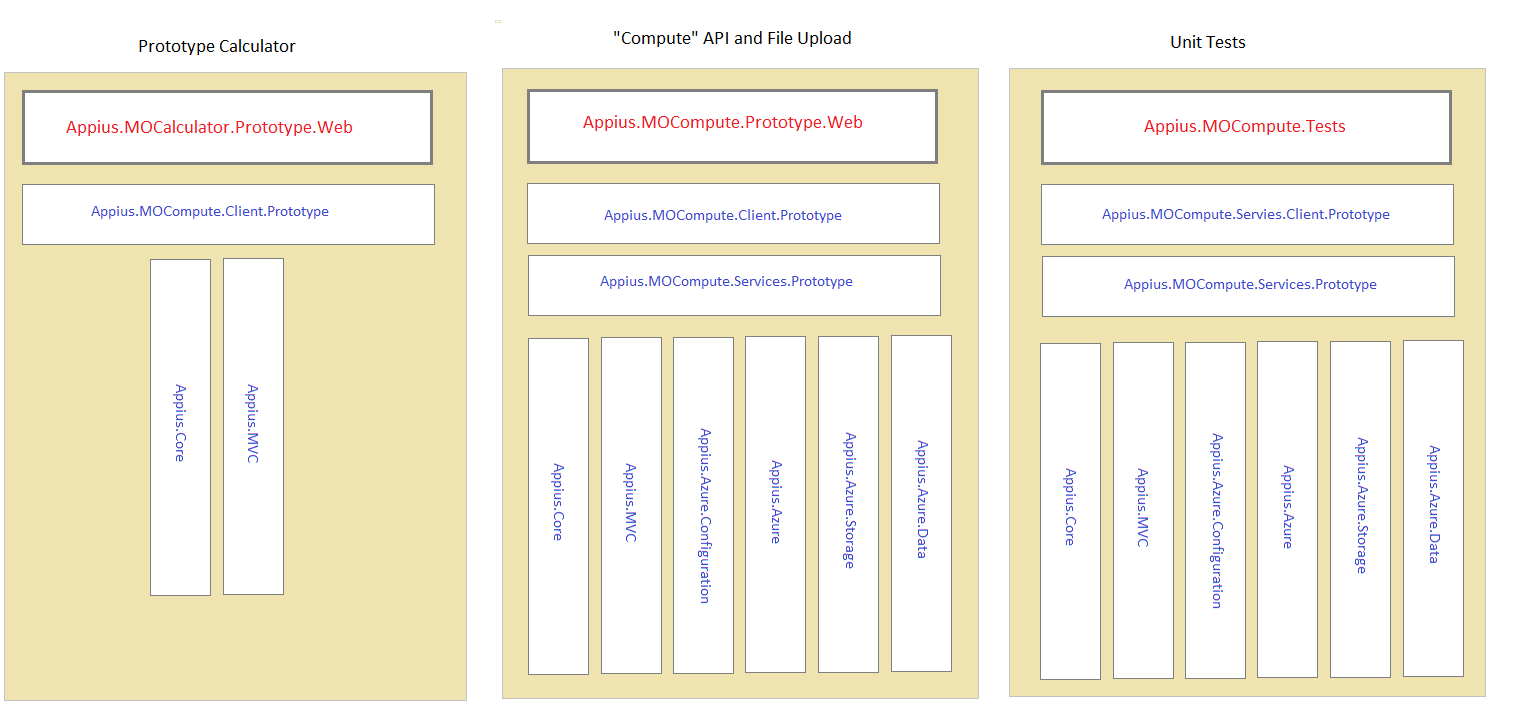 Prototype Calculator
Appius.MOCalculator.Prototype.Web
Appius.MOCompute.Client.Prototype
Appius.Core
Appius.MVC
"Compute" API and File Upload
Appius.MOCompute.Prototype.Web
Appius.MOCompute.Client.Prototype
Appius.MOCompute.Services.Prototype
Appius.Core
Appius.MVC
Appius.Azure.Configuration
Appius.Azure
Appius.Azure.Storage
Appius.Azure.Data
Unit Tests
Appius.MOCompute.Tests
Appius.MOCompute.Servies.Client.Prototype
Appius.MOCompute.Services.Prototype
Appius.Core
Appius.MVC
Appius.Azure.Configuration
Appius.Azure
Appius.Azure.Storage
Appius.Azure.Data